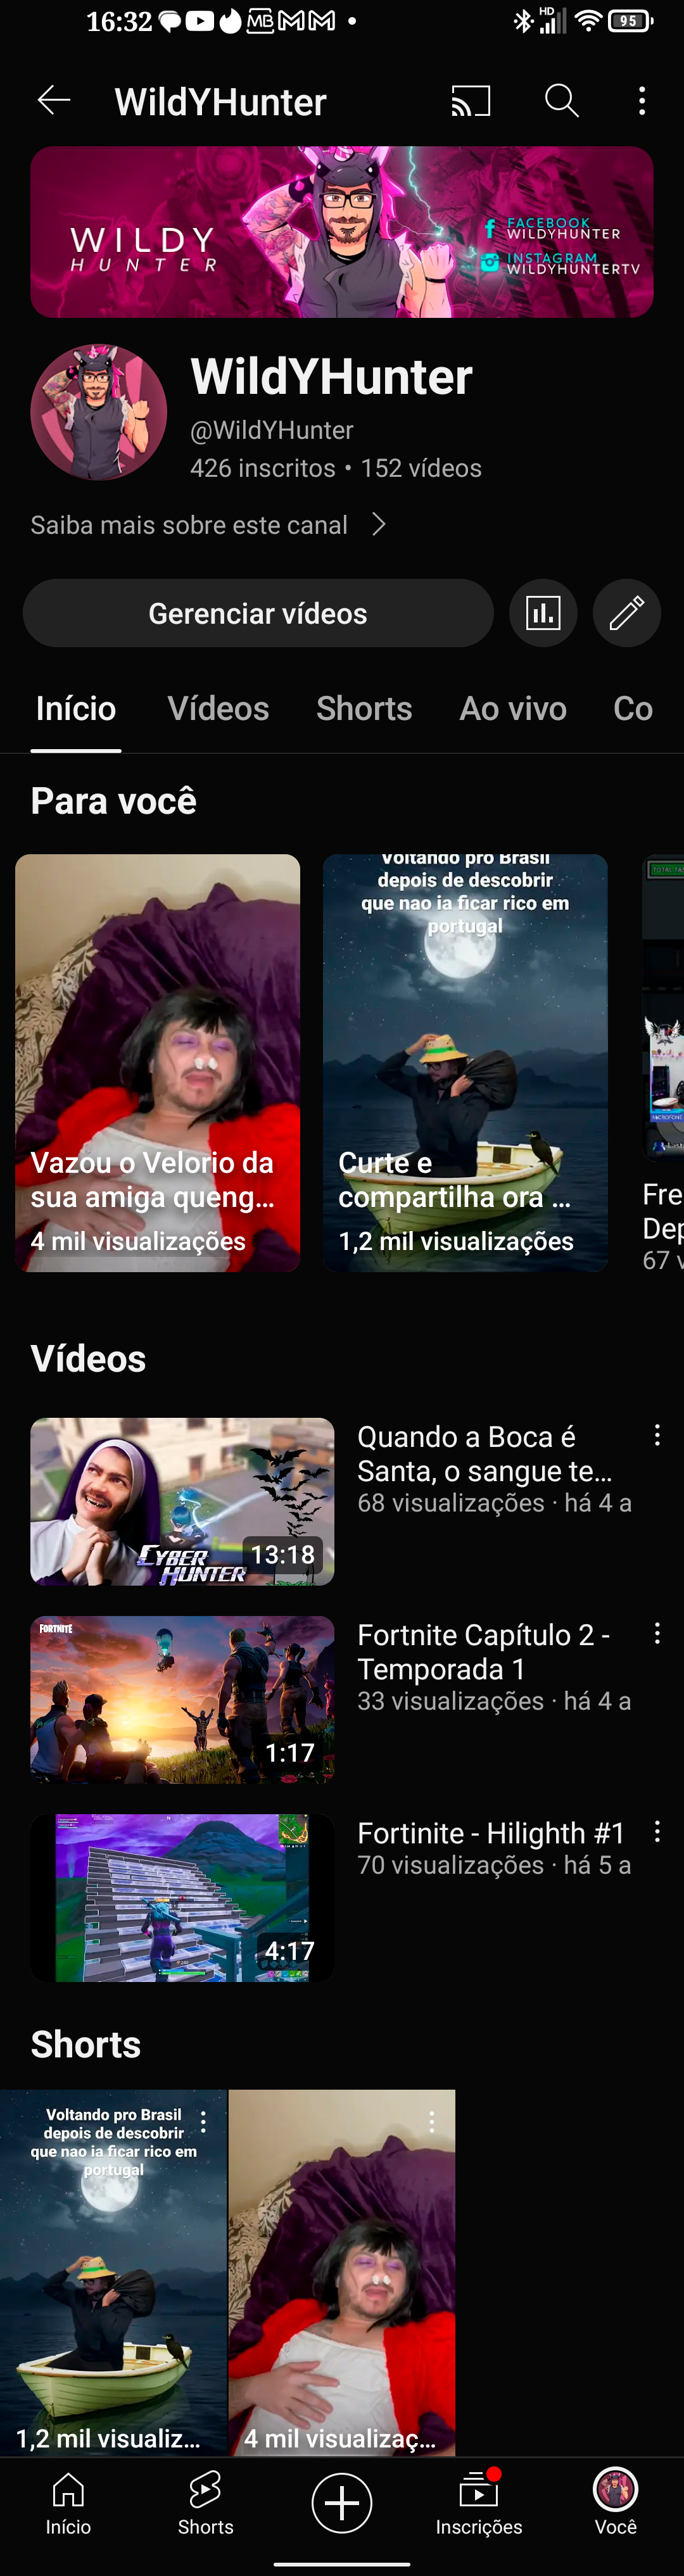 16:32
HD
95
WildYHunter
WILDY
HUNTER
FACEBOOK
WILDYHUNTER
INSTAGRAM
WILDYHUNTERTV
WildYHunter
@WildYHunter
426 inscritos • 152 vídeos
Saiba mais sobre este canal
Gerenciar vídeos
Início
Vídeos
Shorts
Ao vivo
Co
Para você
Vazou o Velorio da
sua amiga queng...
4 mil visualizações
Voltando pro Brasil
depois de descobrir
que nao ia ficar rico em
portugal
Curte e
compartilha ora ...
1,2 mil visualizações
Fre
Dep
67 v
Vídeos
CYBER
HUNTER
13:18
Quando a Boca é
Santa, o sangue te...
68 visualizações · há 4 a
FORTNITE
1:17
Fortnite Capítulo 2 -
Temporada 1
33 visualizações · há 4 a
4:17
Fortinite - Hilighth #1
70 visualizações · há 5 a
Shorts
Voltando pro Brasil
depois de descobrir
que nao ia ficar rico em
portugal
1,2 mil visualiz...
4 mil visualizaç...
Início
Shorts
Inscrições
Você